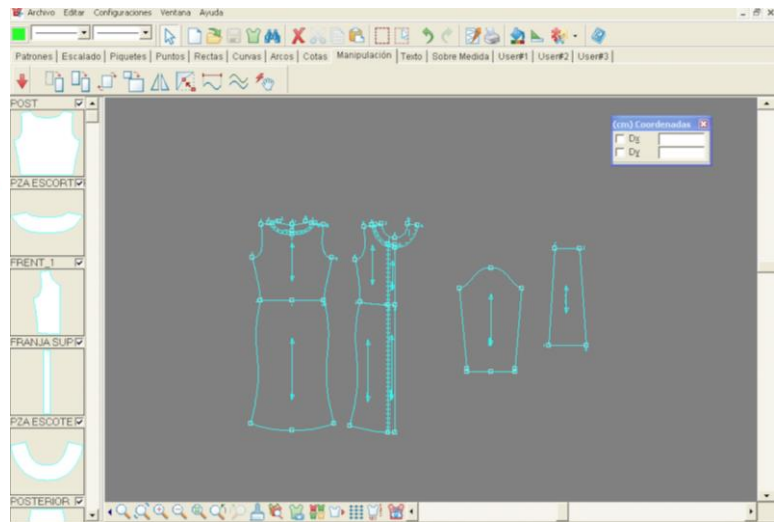 Archivo Editar Configuraciones Ventana Ayuda
Patrones | Escalado | Piquetes | Puntos | Rectas | Curvas | Arcos | Cotas | Manipulación | Texto | Sobre Medida | User#1 | User#2 | User#3 |
POST
(cm) Coordenadas
DX
DY
PZA ESCORT
FRENT_1
FRANJA SUP
PZA ESCOTE
POSTERIOR